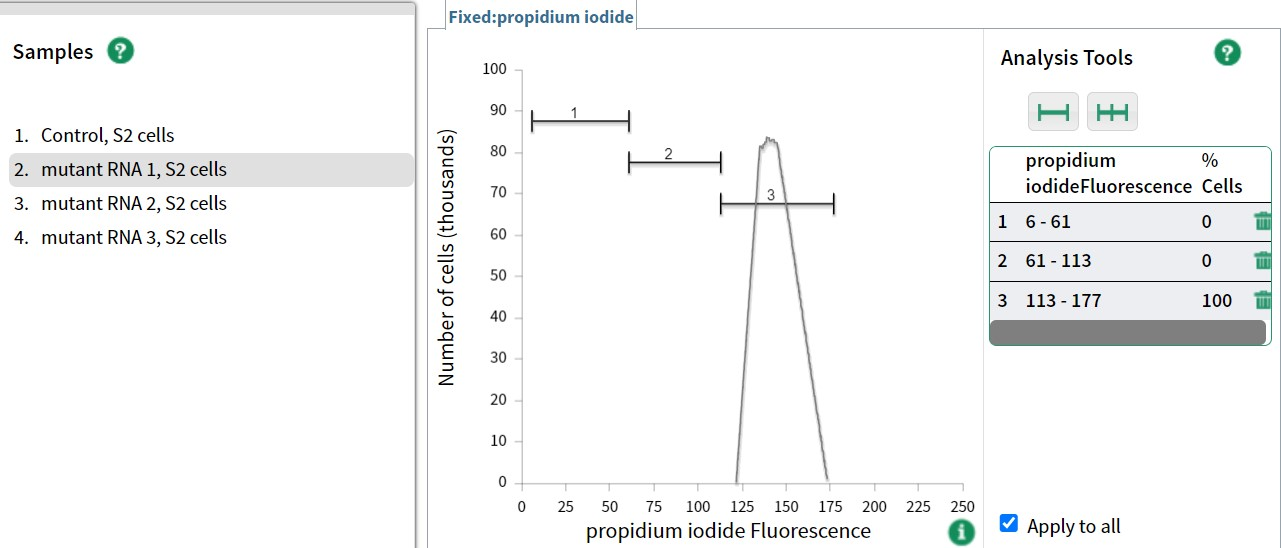 Fixed:propidium iodide
Samples ?
1. Control, S2 cells
2. mutant RNA 1, S2 cells
3. mutant RNA 2, S2 cells
4. mutant RNA 3, S2 cells
Number of cells (thousands)
100
90
80
70
60
50
40
30
20
10
0
1
2
3
0 25 50 75 100 125 150 175 200 225 250
propidium iodide Fluorescence
i
Analysis Tools ?
propidium %
iodideFluorescence Cells
1 6 - 61 0
2 61 - 113 0
3 113 - 177 100
Apply to all